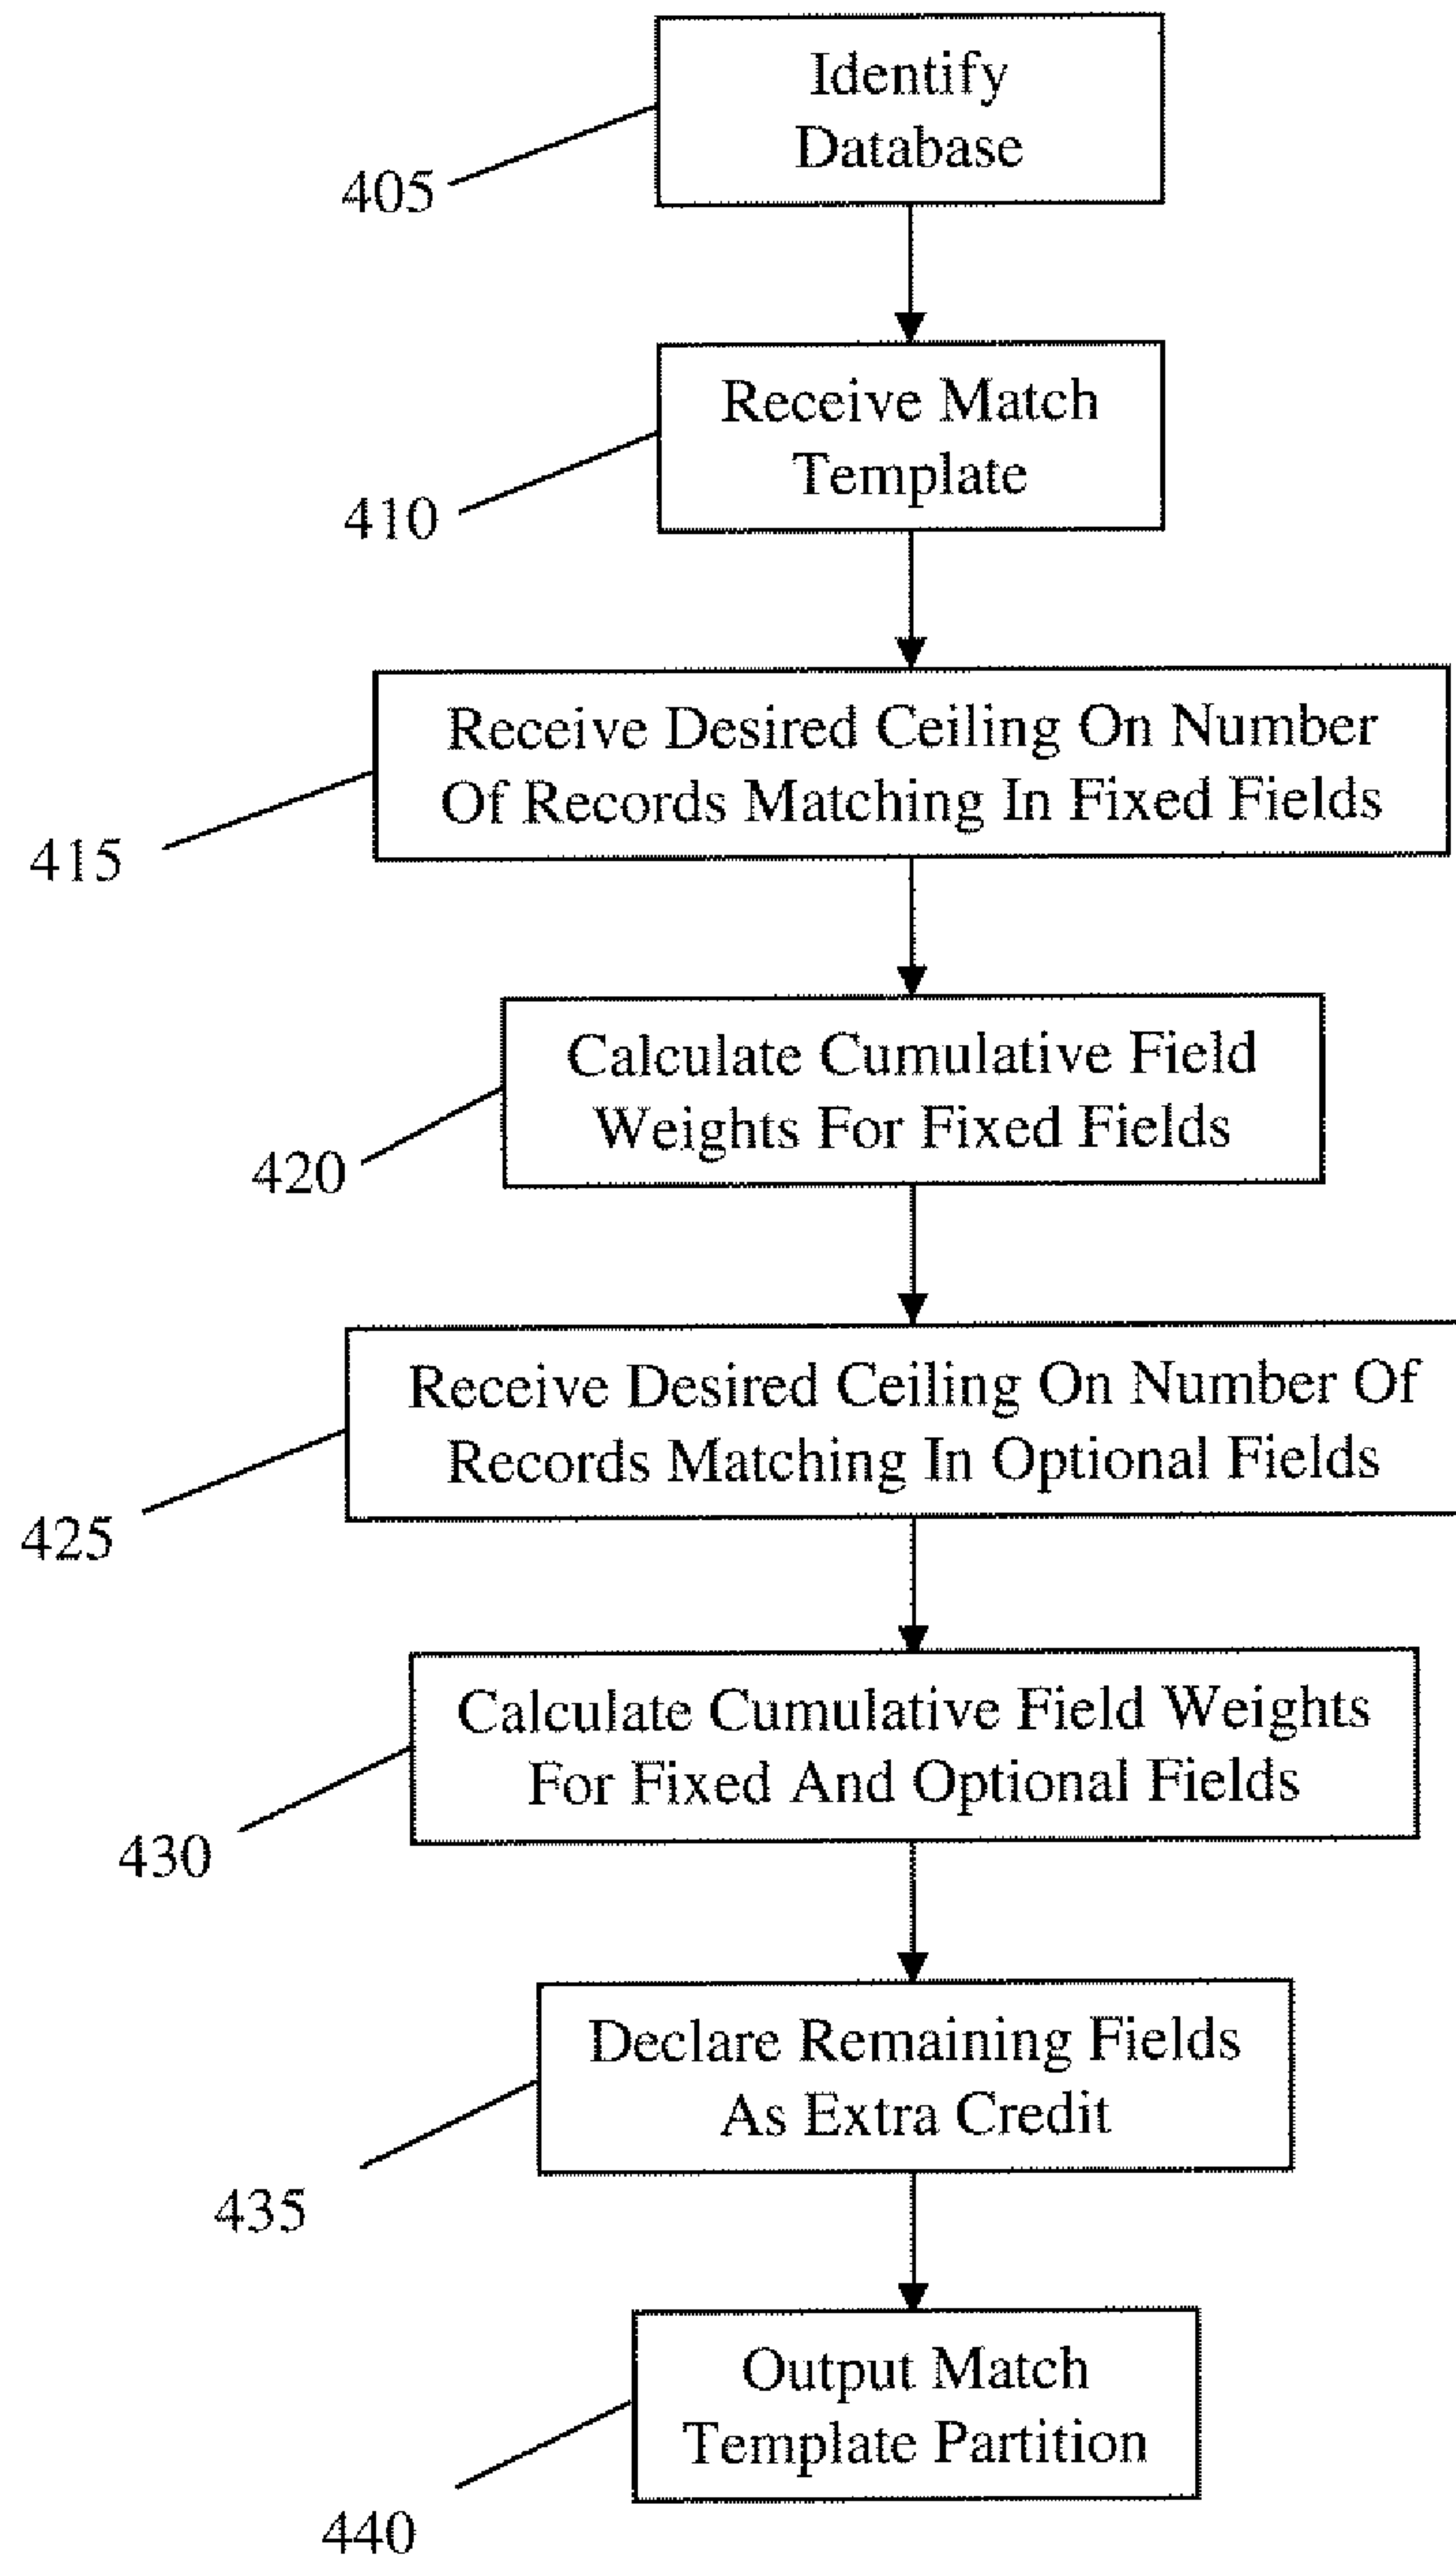 Identify
Database
405
Receive Match
Template
410
Receive Desired Ceiling On Number
Of Records Matching In Fixed Fields
415
Calculate Cumulative Field
Weights For Fixed Fields
420
Receive Desired Ceiling On Number Of
Records Matching In Optional Fields
425
Calculate Cumulative Field Weights
For Fixed And Optional Fields
430
Declare Remaining Fields
As Extra Credit
435
Output Match
Template Partition
440